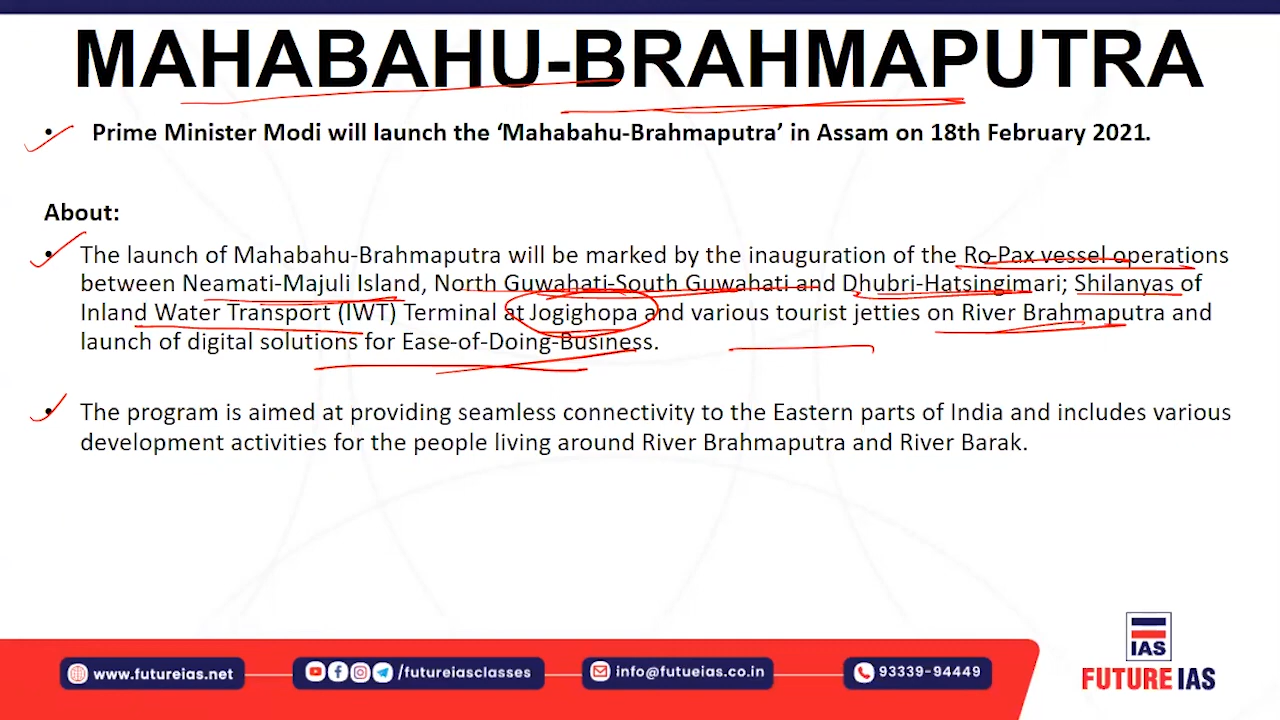 MAHABAHU-BRAHMAPUTRA
• Prime Minister Modi will launch the ‘Mahabahu-Brahmaputra’ in Assam on 18th February 2021.
About:
• The launch of Mahabahu-Brahmaputra will be marked by the inauguration of the Ro-Pax vessel operations
between Neamati-Majuli Island, North Guwahati-South Guwahati and Dhubri-Hatsingimari; Shilanyas of
Inland Water Transport (IWT) Terminal at Jogighopa and various tourist jetties on River Brahmaputra and
launch of digital solutions for Ease-of-Doing-Business.
• The program is aimed at providing seamless connectivity to the Eastern parts of India and includes various
development activities for the people living around River Brahmaputra and River Barak.
IAS
FUTURE IAS
www.futureias.net
/futureiasclasses
info@futueias.co.in
93339-94449